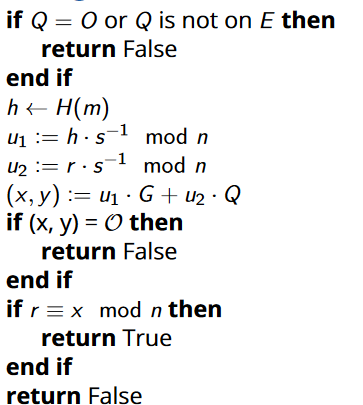 if Q = O or Q is not on E then
return False
end if
h ← H(m)
u₁ := h · s⁻¹ mod n
u₂ := r · s⁻¹ mod n
(x, y) := u₁ · G + u₂ · Q
if (x, y) = 𝒪 then
return False
end if
if r ≡ x mod n then
return True
end if
return False